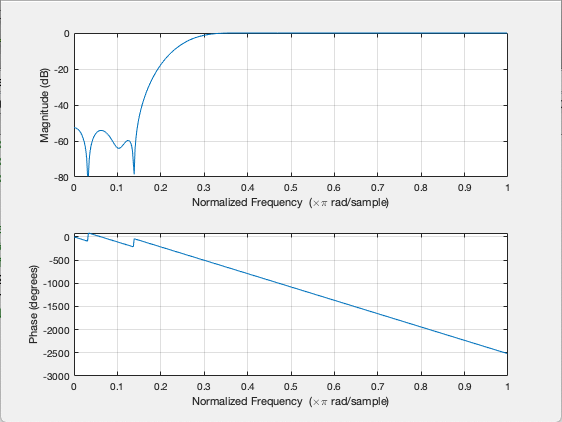 0
-20
-40
-60
-80
Magnitude (dB)
0 0.1 0.2 0.3 0.4 0.5 0.6 0.7 0.8 0.9 1
Normalized Frequency (×π rad/sample)
0
-500
-1000
-1500
-2000
-2500
-3000
Phase (degrees)
0 0.1 0.2 0.3 0.4 0.5 0.6 0.7 0.8 0.9 1
Normalized Frequency (×π rad/sample)